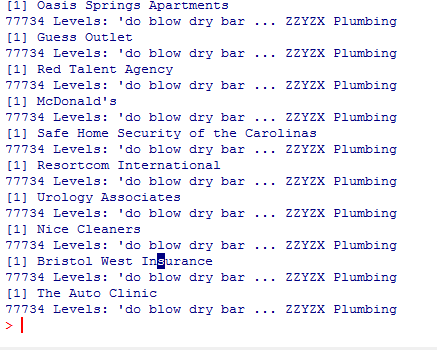 [1] Oasis Springs Apartments
77734 Levels: 'do blow dry bar ... ZZYZX Plumbing
[1] Guess Outlet
77734 Levels: 'do blow dry bar ... ZZYZX Plumbing
[1] Red Talent Agency
77734 Levels: 'do blow dry bar ... ZZYZX Plumbing
[1] McDonald's
77734 Levels: 'do blow dry bar ... ZZYZX Plumbing
[1] Safe Home Security of the Carolinas
77734 Levels: 'do blow dry bar ... ZZYZX Plumbing
[1] Resortcom International
77734 Levels: 'do blow dry bar ... ZZYZX Plumbing
[1] Urology Associates
77734 Levels: 'do blow dry bar ... ZZYZX Plumbing
[1] Nice Cleaners
77734 Levels: 'do blow dry bar ... ZZYZX Plumbing
[1] Bristol West Insurance
77734 Levels: 'do blow dry bar ... ZZYZX Plumbing
[1] The Auto Clinic
77734 Levels: 'do blow dry bar ... ZZYZX Plumbing
>